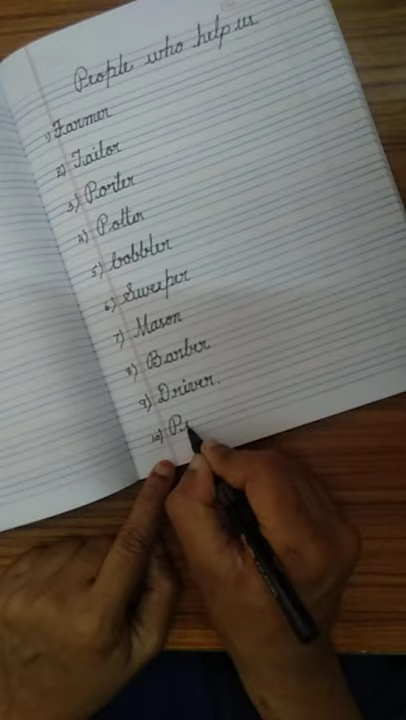 People who help us
1) Farmer
2) Tailor
3) Porter
4) Potter
5) Cobbler
6) Sweeper
7) Mason
8) Barber
9) Driver.
10) P